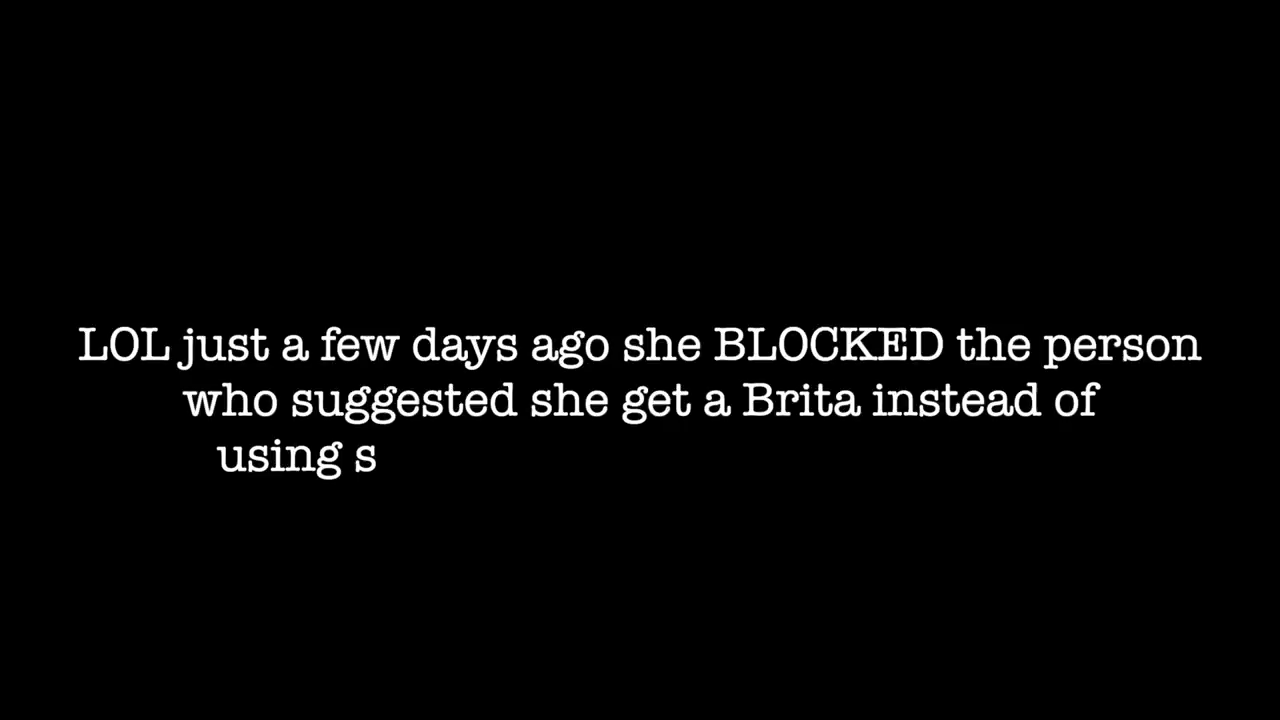 LOL just a few days ago she BLOCKED the person
who suggested she get a Brita instead of
using s